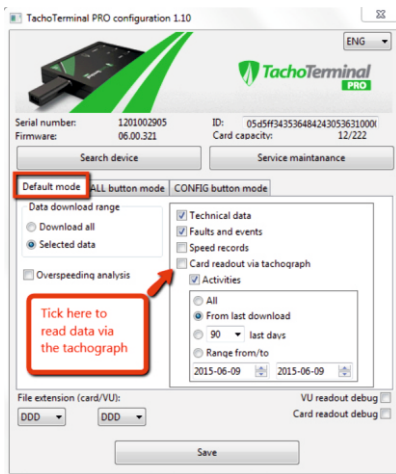 TachoTerminal PRO configuration 1.10
ENG
TachoTerminal
PRO
Serial number: 1201002905 ID: 05d5ff3435364842430536310000
Firmware: 06.00.321 Card capacity: 12/222
Search device Service maintanance
Default mode ALL button mode CONFIG button mode
Data download range
Download all
Selected data
Overspeeding analysis
Technical data
Faults and events
Speed records
Card readout via tachograph
Activities
All
From last download
90 last days
Range from/to
2015-06-09 2015-06-09
Tick here to
read data via
the tachograph
File extension (card/VU): VU readout debug
DDD DDD Card readout debug
Save